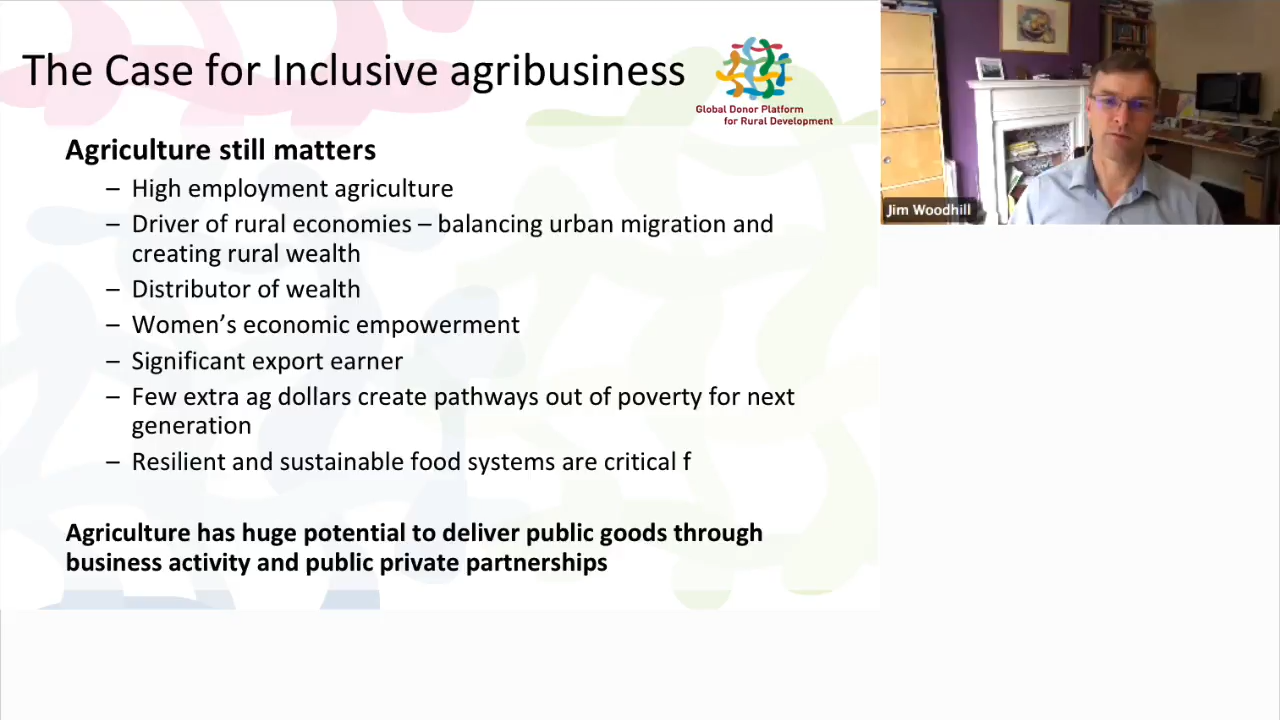 The Case for Inclusive agribusiness
Global Donor Platform
for Rural Development
Agriculture still matters
– High employment agriculture
– Driver of rural economies – balancing urban migration and
creating rural wealth
– Distributor of wealth
– Women’s economic empowerment
– Significant export earner
– Few extra ag dollars create pathways out of poverty for next
generation
– Resilient and sustainable food systems are critical f
Agriculture has huge potential to deliver public goods through
business activity and public private partnerships
Jim Woodhill